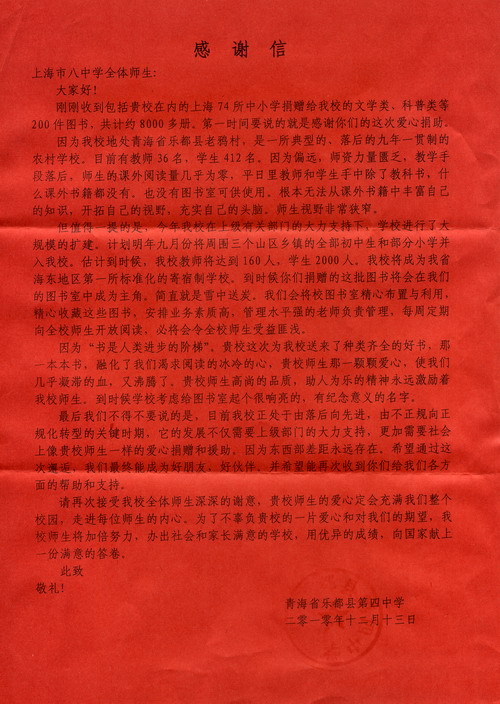 感 谢 信
上海市八中学全体师生：
大家好！
刚刚收到包括贵校在内的上海 74 所中小学捐赠给我校的文学类、科普类等
200 件图书，共计约 8000 多册。第一时间要说的就是感谢你们的这次爱心捐助。
因为我校地处青海省乐都县老鸦村，是一所典型的，落后的九年一贯制的
农村学校。目前有教师 36 名，学生 412 名。因为偏远，师资力量匮乏，教学手
段落后，师生的课外阅读量几乎为零，平日里教师和学生手中除了教科书，什
么课外书籍都没有。也没有图书室可供使用。根本无法从课外书籍中丰富自己
的知识，开拓自己的视野，充实自己的头脑。师生视野非常狭窄。
但值得一提的是，今年我校在上级有关部门的大力支持下，学校进行了大
规模的扩建。计划明年九月份将周围三个山区乡镇的全部初中生和部分小学并
入我校。估计到时候，我校教师将达到 160 人，学生 2000 人。我校将成为我省
海东地区第一所标准化的寄宿制学校。到时候你们捐赠的这批图书将会在我们
的图书室中成为主角，简直就是雪中送炭。我们会将校图书室精心布置与利用，
精心收藏这些图书，安排业务素质高，管理水平强的老师负责管理，每周定期
向全校师生开放阅读，必将会令全校师生受益匪浅。
因为“书是人类进步的阶梯”。贵校这次为我校送来了种类齐全的好书，那
一本本书，融化了我们渴求阅读的冰冷的心，贵校师生那一颗颗爱心，使我们
几乎凝滞的血，又沸腾了。贵校师生高尚的品质，助人为乐的精神永远激励着
我校师生。到时候学校考虑给图书室起个很响亮的，有纪念意义的名字。
最后我们不得不要说的是，目前我校正处于由落后向先进，由不正规向正
规化转型的关键时期，它的发展不仅需要上级部门的大力支持，更加需要社会
上像贵校师生一样的爱心捐赠和援助。因为东西部差距永远存在。希望通过这
次邂逅，我们最终能成为好朋友，好伙伴。并希望能再次收到你们给我们各方
面的帮助和支持。
请再次接受我校全体师生深深的谢意，贵校师生的爱心定会充满我们整个
校园，走进每位师生的内心。为了不辜负贵校的一片爱心和对我们的期望，我
校师生将加倍努力，办出社会和家长满意的学校，用优异的成绩，向国家献上
一份满意的答卷。
此致
敬礼！
青海省乐都县第四中学
二零一零年十二月十三日